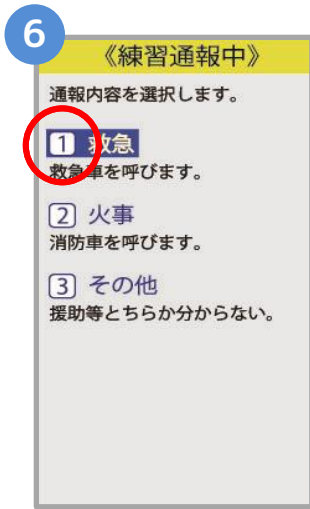 6
《練習通報中》
通報内容を選択します。
1 救急
救急車を呼びます。
2 火事
消防車を呼びます。
3 その他
援助等とちらか分からない。